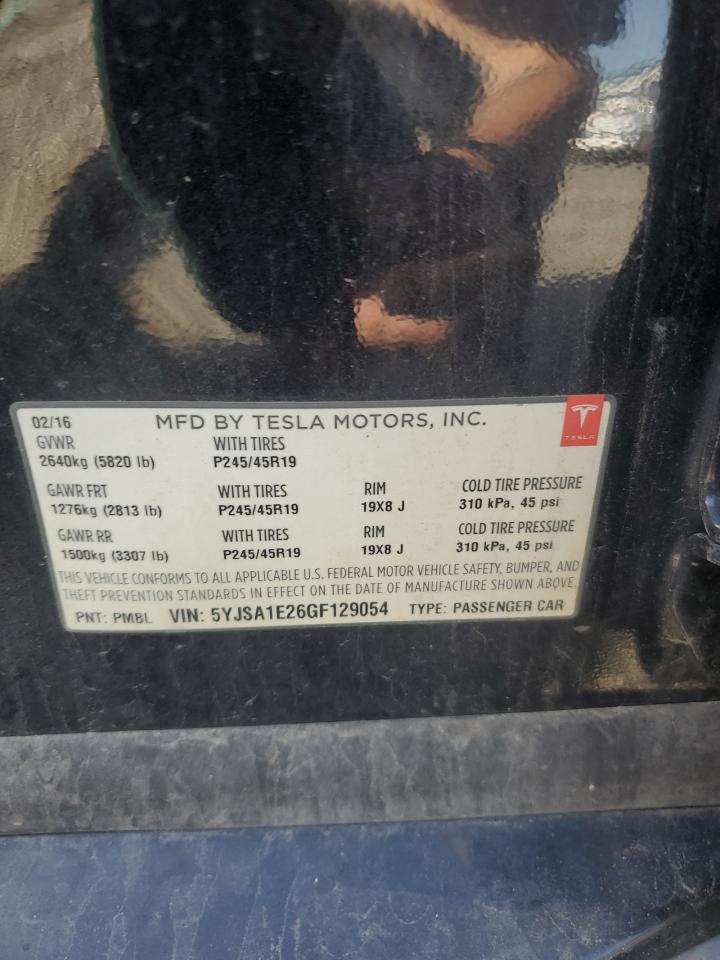 02/16 MFD BY TESLA MOTORS, INC.
TESLA
GVWR WITH TIRES
2640kg (5820 lb) P245/45R19
GAWR FRT WITH TIRES RIM COLD TIRE PRESSURE
1276kg (2813 lb) P245/45R19 19X8 J 310 kPa, 45 psi
GAWR RR WITH TIRES RIM COLD TIRE PRESSURE
1500kg (3307 lb) P245/45R19 19X8 J 310 kPa, 45 psi
THIS VEHICLE CONFORMS TO ALL APPLICABLE U.S. FEDERAL MOTOR VEHICLE SAFETY, BUMPER, AND
THEFT PREVENTION STANDARDS IN EFFECT ON THE DATE OF MANUFACTURE SHOWN ABOVE.
PNT: PMBL VIN: 5YJSA1E26GF129054 TYPE: PASSENGER CAR